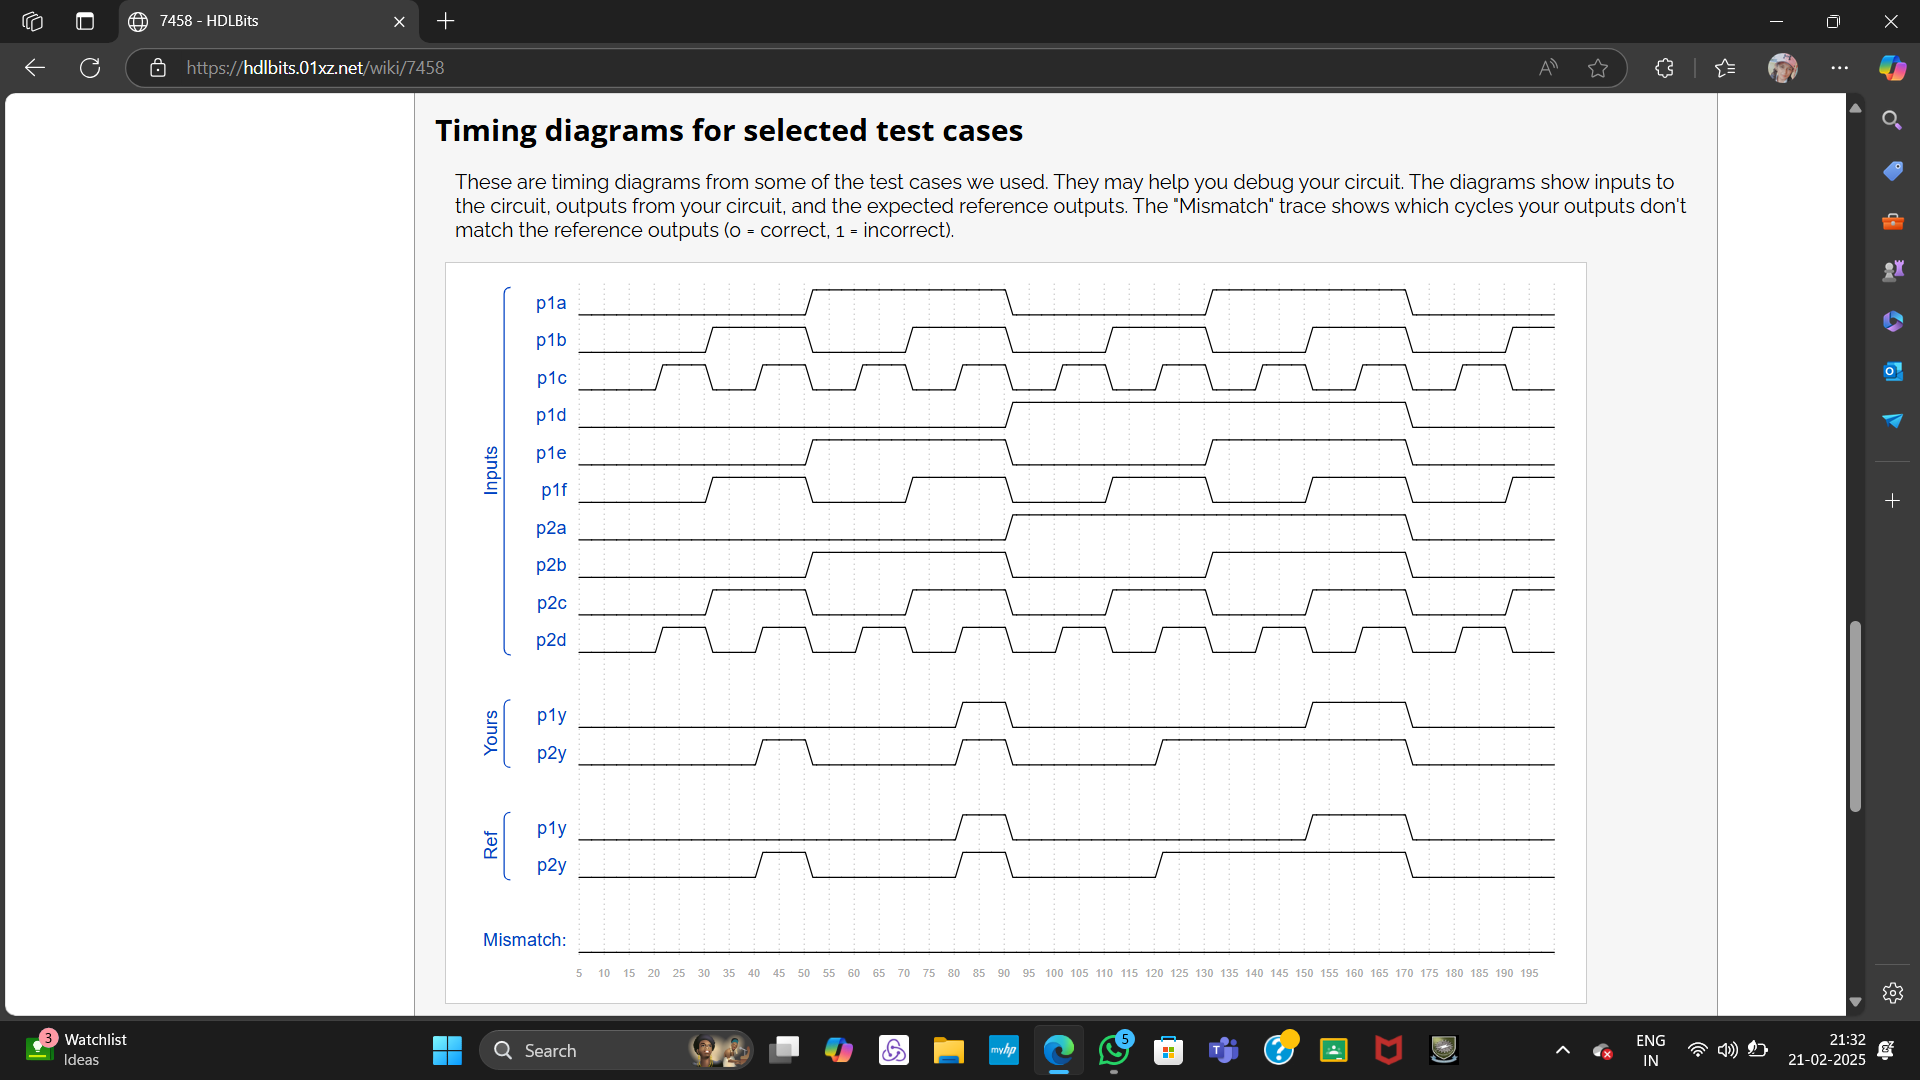 7458 - HDLBits
https://hdlbits.01xz.net/wiki/7458
Timing diagrams for selected test cases
These are timing diagrams from some of the test cases we used. They may help you debug your circuit. The diagrams show inputs to
the circuit, outputs from your circuit, and the expected reference outputs. The "Mismatch" trace shows which cycles your outputs don't
match the reference outputs (0 = correct, 1 = incorrect).
Inputs
p1a
p1b
p1c
p1d
p1e
p1f
p2a
p2b
p2c
p2d
Yours
p1y
p2y
Ref
p1y
p2y
Mismatch:
5 10 15 20 25 30 35 40 45 50 55 60 65 70 75 80 85 90 95 100 105 110 115 120 125 130 135 140 145 150 155 160 165 170 175 180 185 190 195
3
Watchlist
Ideas
Search
myhp
5
ENG
IN
21:32
21-02-2025